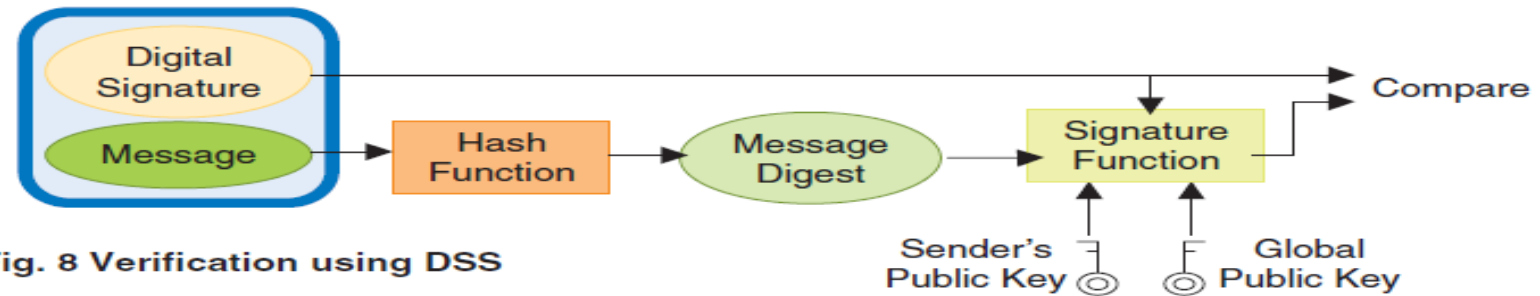 Digital
Signature
Message
Hash
Function
Message
Digest
Signature
Function
Compare
Sender's
Public Key
Global
Public Key
ig. 8 Verification using DSS